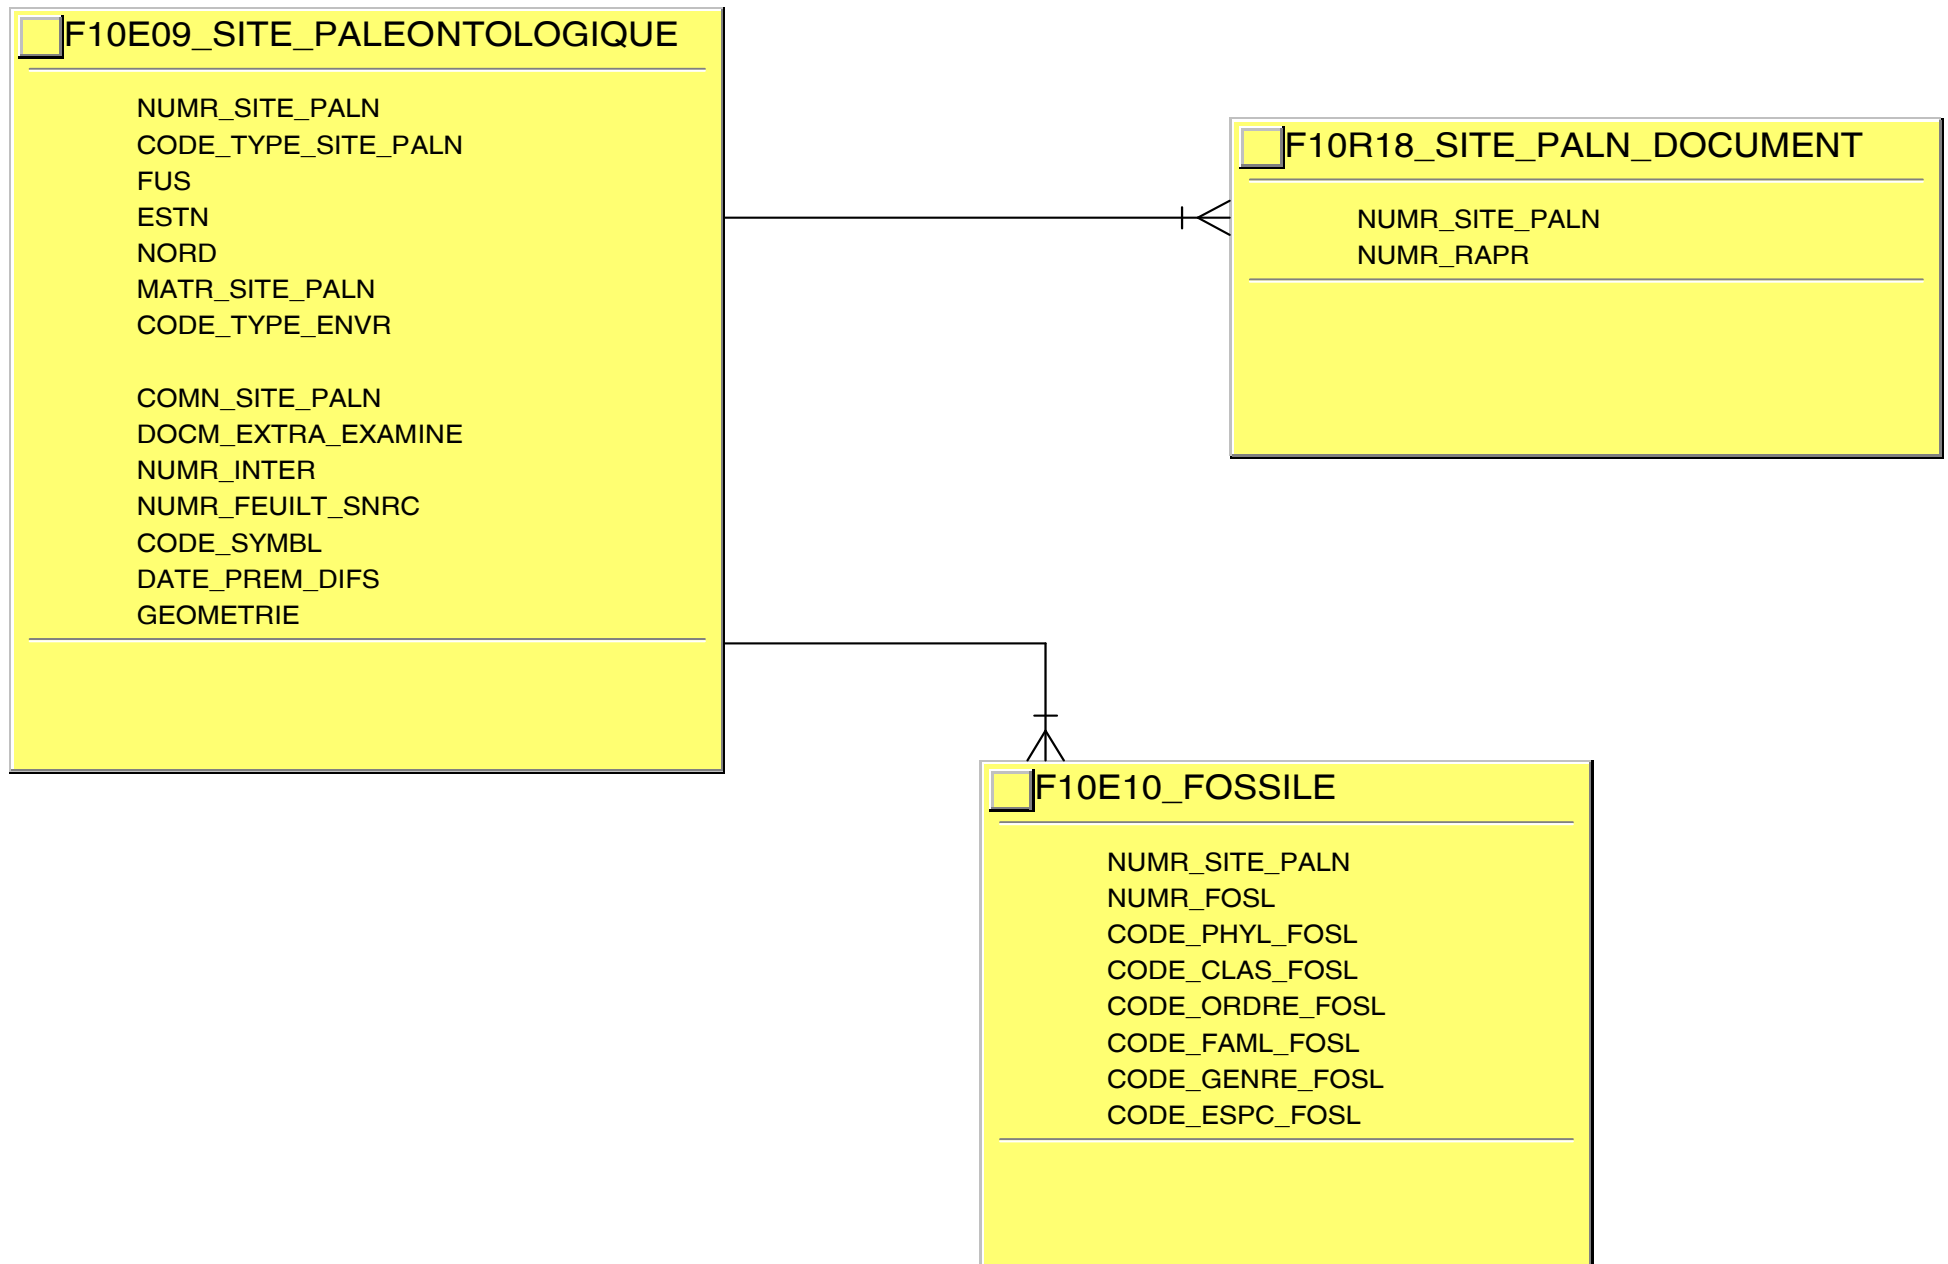 F10E09_SITE_PALEONTOLOGIQUE
NUMR_SITE_PALN
CODE_TYPE_SITE_PALN
FUS
ESTN
NORD
MATR_SITE_PALN
CODE_TYPE_ENVR
COMN_SITE_PALN
DOCM_EXTRA_EXAMINE
NUMR_INTER
NUMR_FEUILT_SNRC
CODE_SYMBL
DATE_PREM_DIFS
GEOMETRIE
F10R18_SITE_PALN_DOCUMENT
NUMR_SITE_PALN
NUMR_RAPR
F10E10_FOSSILE
NUMR_SITE_PALN
NUMR_FOSL
CODE_PHYL_FOSL
CODE_CLAS_FOSL
CODE_ORDRE_FOSL
CODE_FAML_FOSL
CODE_GENRE_FOSL
CODE_ESPC_FOSL